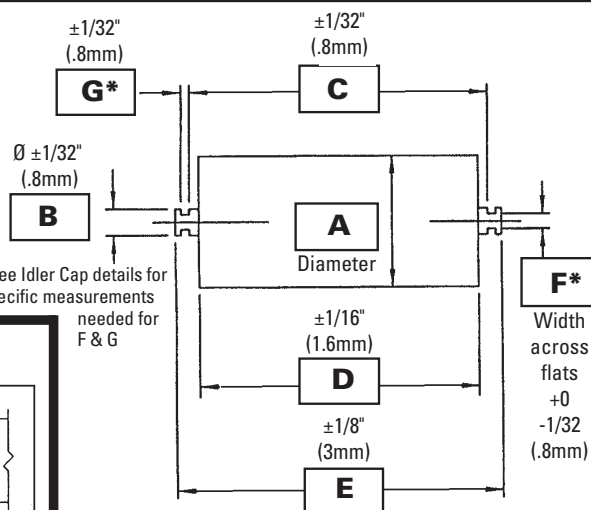 ±1/32"
(.8mm)
G*
±1/32"
(.8mm)
C
Ø ±1/32"
(.8mm)
B
A
Diameter
F*
Width
across
flats
+0
-1/32
(.8mm)
ee Idler Cap details for
ecific measurements
needed for
F & G
±1/16"
(1.6mm)
D
±1/8"
(3mm)
E